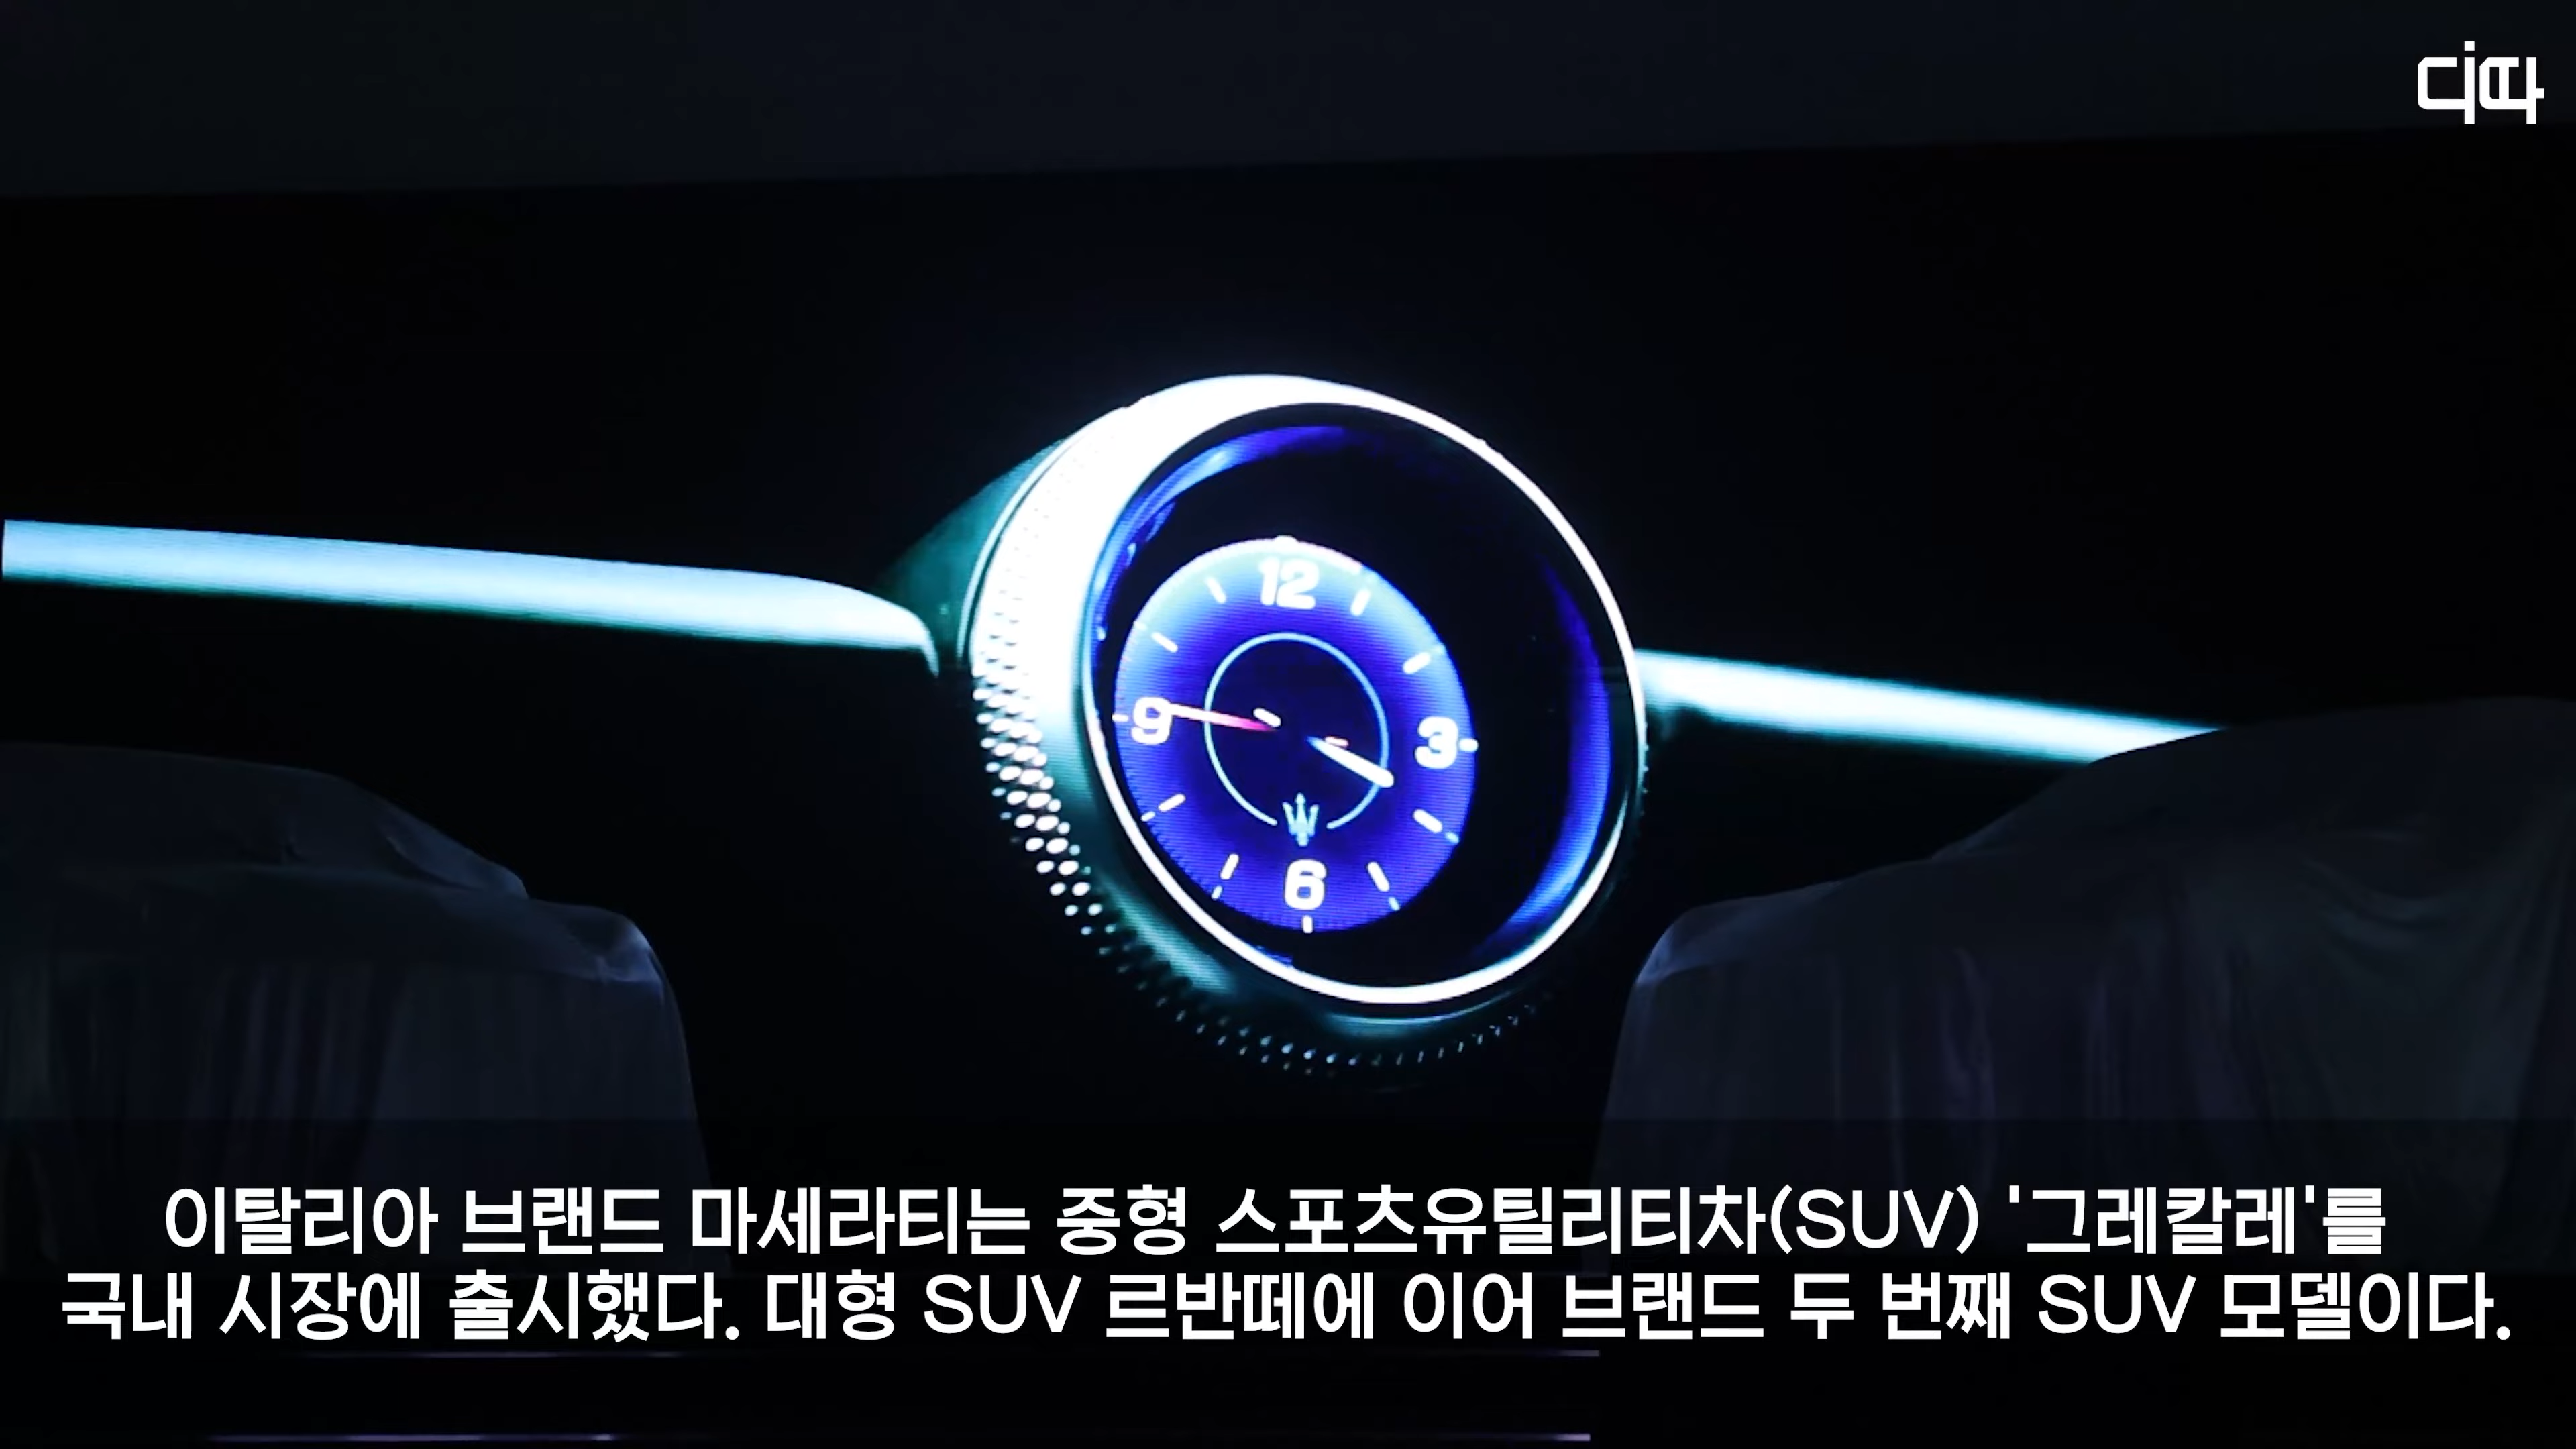 디따
12
9
3
6
이탈리아 브랜드 마세라티는 중형 스포츠유틸리티차(SUV) '그레칼레'를
국내 시장에 출시했다. 대형 SUV 르반떼에 이어 브랜드 두 번째 SUV 모델이다.